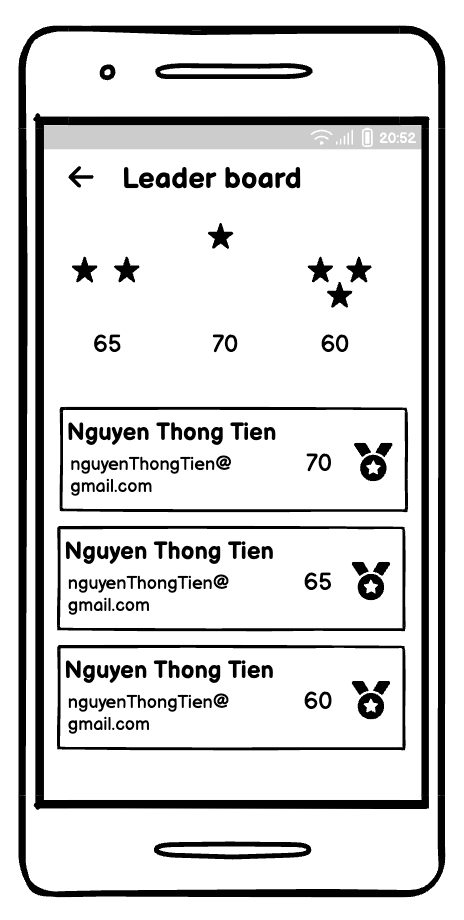 20:52
Leader board
65 70 60
Nguyen Thong Tien
nguyenThongTien@ 70
gmail.com
Nguyen Thong Tien
nguyenThongTien@ 65
gmail.com
Nguyen Thong Tien
nguyenThongTien@ 60
gmail.com